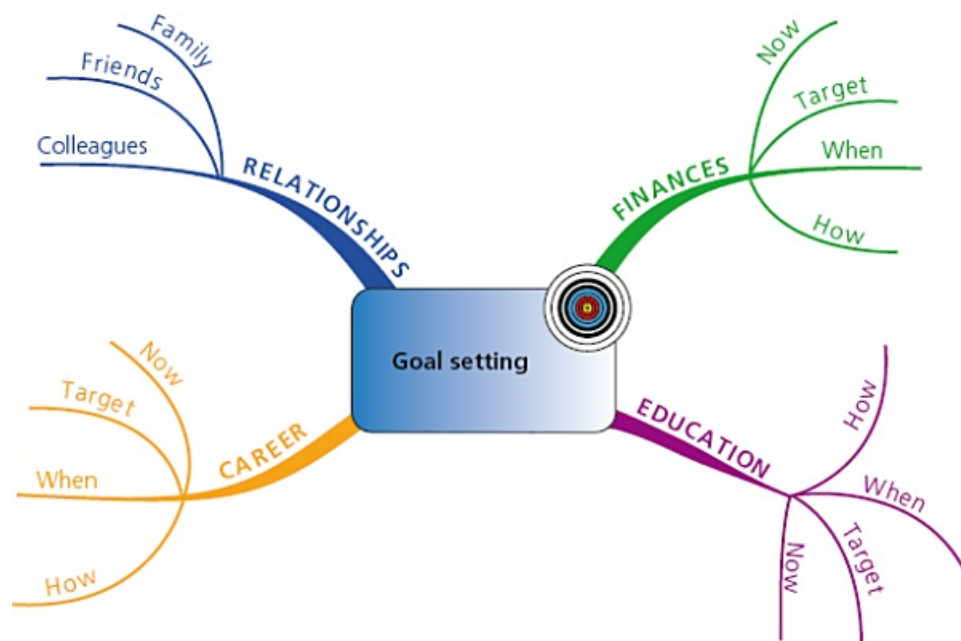 Goal setting
RELATIONSHIPS
Family
Friends
Colleagues
FINANCES
Now
Target
When
How
EDUCATION
How
When
Target
Now
CAREER
Now
Target
When
How